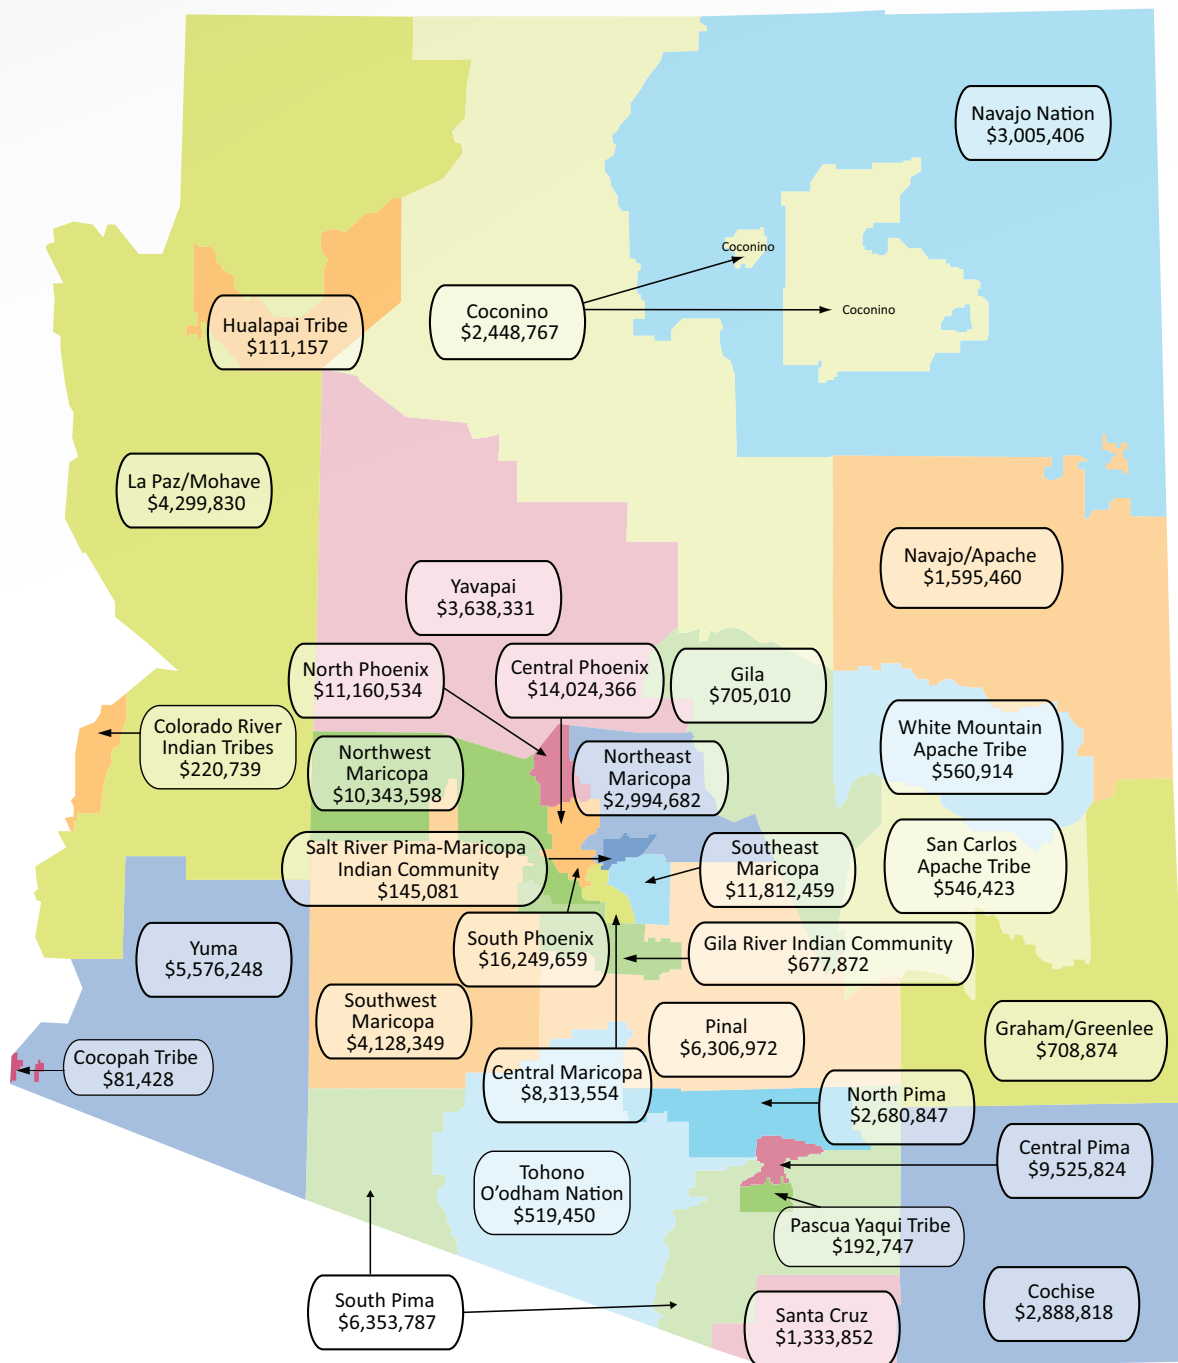 Navajo Nation
$3,005,406
Coconino
Coconino
$2,448,767
Coconino
Hualapai Tribe
$111,157
La Paz/Mohave
$4,299,830
Navajo/Apache
$1,595,460
Yavapai
$3,638,331
North Phoenix
$11,160,534
Central Phoenix
$14,024,366
Gila
$705,010
Colorado River
Indian Tribes
$220,739
White Mountain
Apache Tribe
$560,914
Northwest
Maricopa
$10,343,598
Northeast
Maricopa
$2,994,682
Salt River Pima-Maricopa
Indian Community
$145,081
Southeast
Maricopa
$11,812,459
San Carlos
Apache Tribe
$546,423
Yuma
$5,576,248
South Phoenix
$16,249,659
Gila River Indian Community
$677,872
Southwest
Maricopa
$4,128,349
Pinal
$6,306,972
Graham/Greenlee
$708,874
Cocopah Tribe
$81,428
Central Maricopa
$8,313,554
North Pima
$2,680,847
Central Pima
$9,525,824
Tohono
O'odham Nation
$519,450
Pascua Yaqui Tribe
$192,747
South Pima
$6,353,787
Santa Cruz
$1,333,852
Cochise
$2,888,818